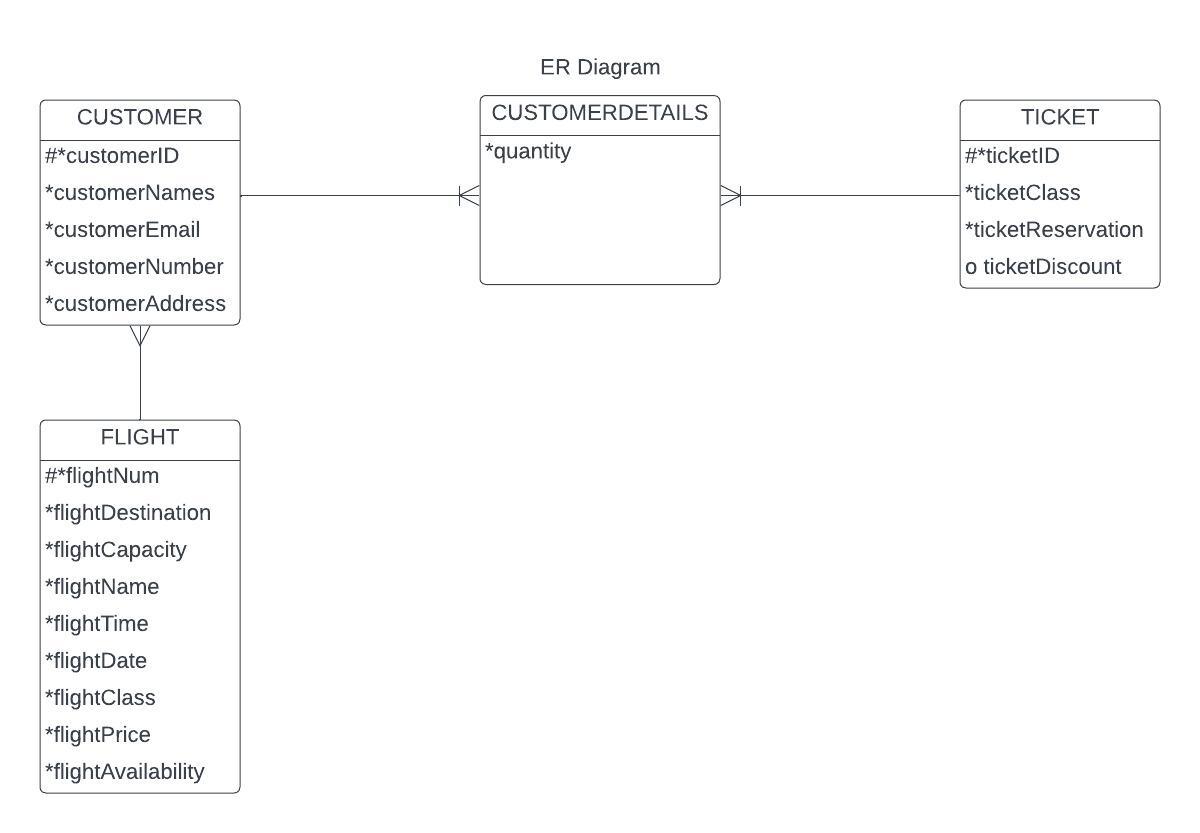 ER Diagram
CUSTOMER
#*customerID
*customerNames
*customerEmail
*customerNumber
*customerAddress
CUSTOMERDETAILS
*quantity
TICKET
#*ticketID
*ticketClass
*ticketReservation
o ticketDiscount
FLIGHT
#*flightNum
*flightDestination
*flightCapacity
*flightName
*flightTime
*flightDate
*flightClass
*flightPrice
*flightAvailability